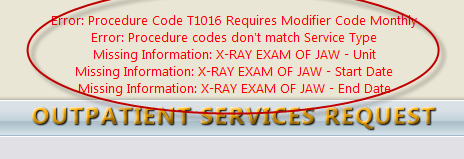 Error: Procedure Code T1016 Requires Modifier Code Monthly
Error: Procedure codes don't match Service Type
Missing Information: X-RAY EXAM OF JAW - Unit
Missing Information: X-RAY EXAM OF JAW - Start Date
Missing Information: X-RAY EXAM OF JAW - End Date
OUTPATIENT SERVICES REQUEST